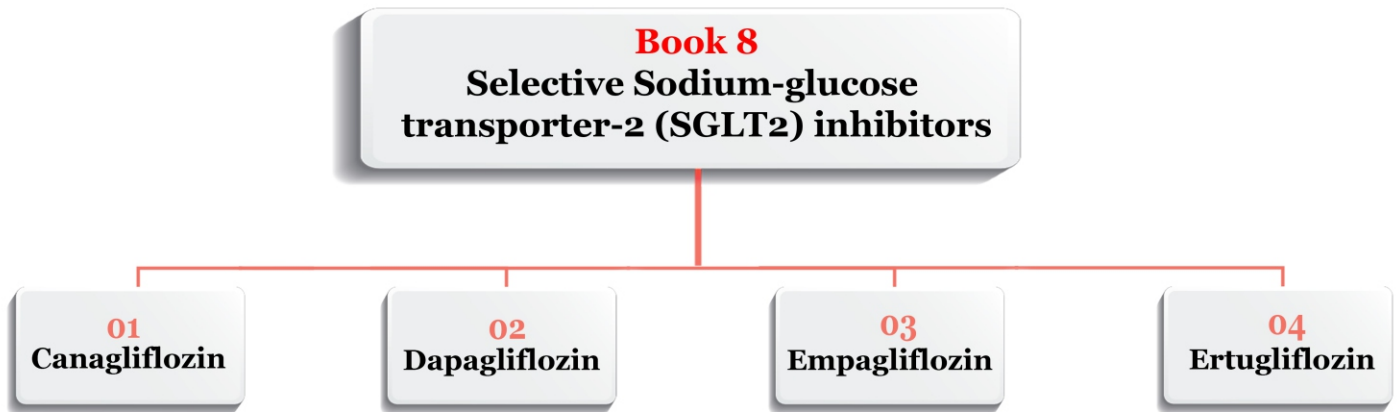 Book 8
Selective Sodium-glucose
transporter-2 (SGLT2) inhibitors
01
Canagliflozin
02
Dapagliflozin
03
Empagliflozin
04
Ertugliflozin